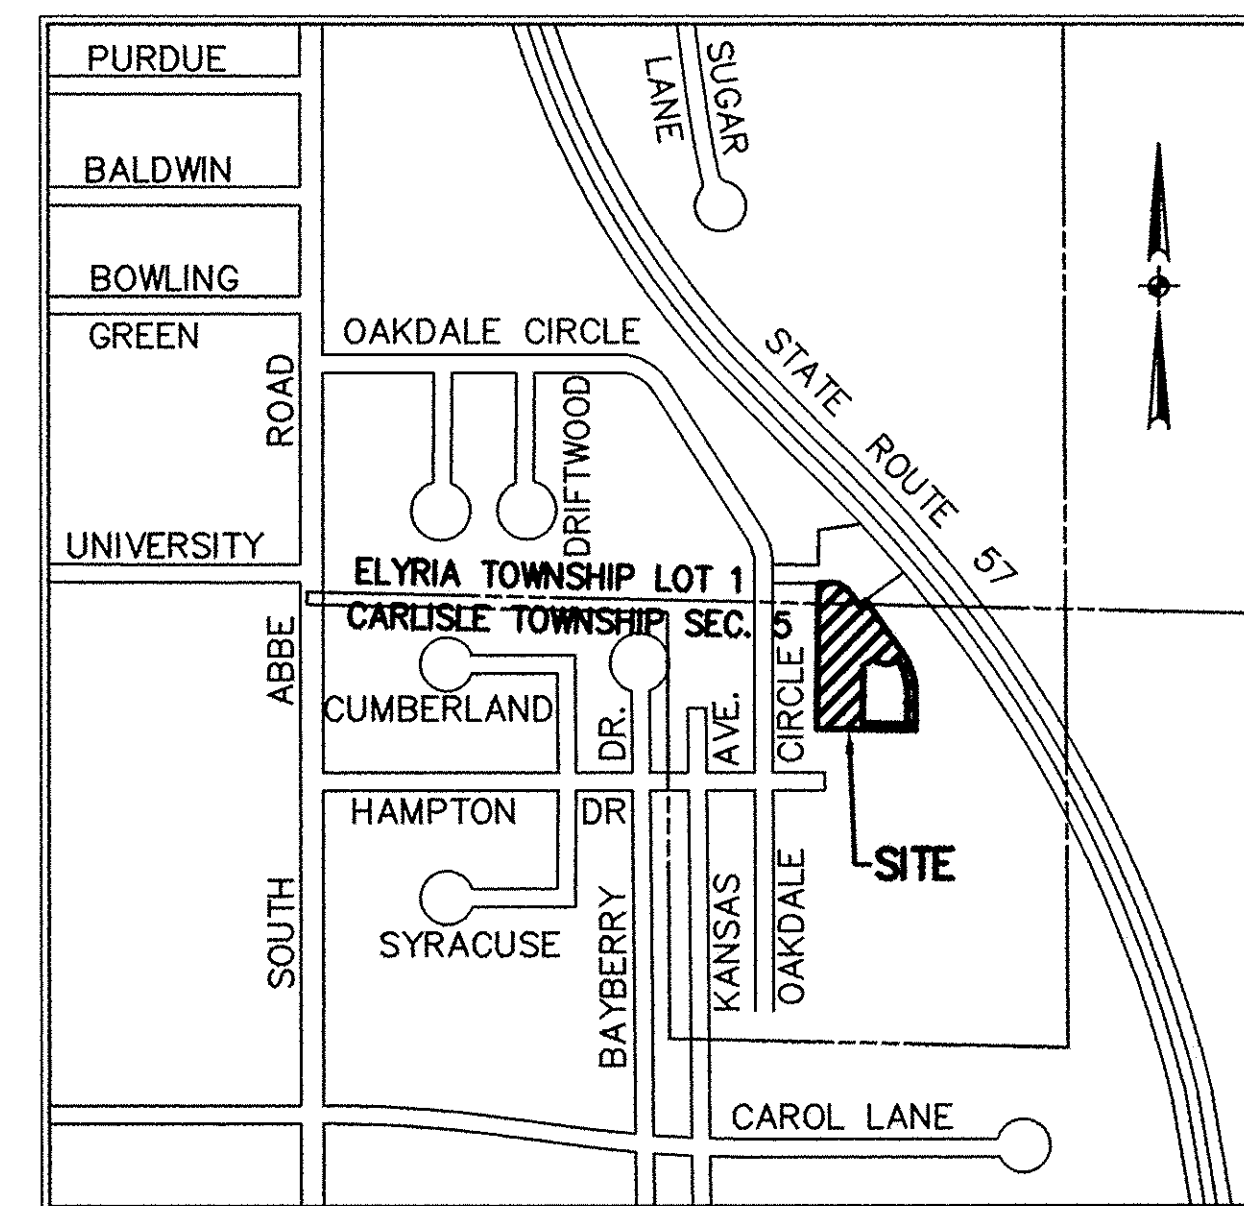 PURDUE
SUGAR
LANE
BALDWIN
BOWLING
GREEN
OAKDALE CIRCLE
STATE ROUTE 57
ROAD
DRIFTWOOD
UNIVERSITY
ELYRIA TOWNSHIP LOT 1
CARLISLE TOWNSHIP SEC. 5
ABBE
CUMBERLAND
DR.
AVE.
CIRCLE
HAMPTON DR
SITE
SOUTH
SYRACUSE
BAYBERRY
KANSAS
OAKDALE
CAROL LANE